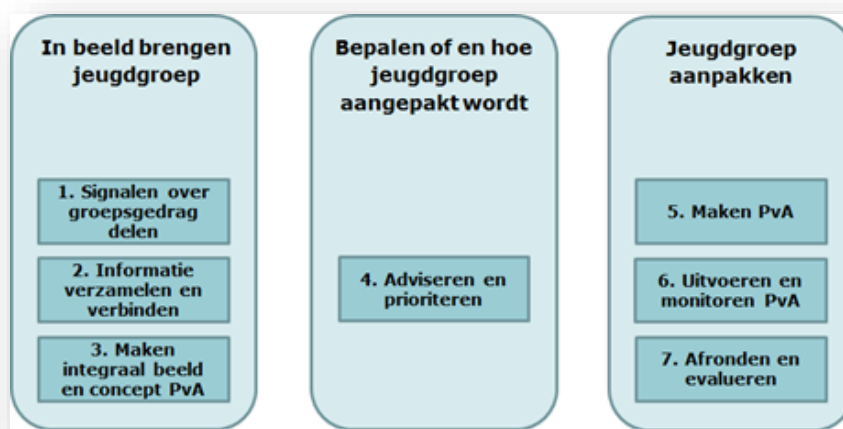 In beeld brengen
jeugdgroep
1. Signalen over
groepsgedrag
delen
2. Informatie
verzamelen en
verbinden
3. Maken
integraal beeld
en concept PvA
Bepalen of en hoe
jeugdgroep
aangepakt wordt
4. Adviseren en
prioriteren
Jeugdgroep
aanpakken
5. Maken PvA
6. Uitvoeren en
monitoren PvA
7. Afronden en
evalueren